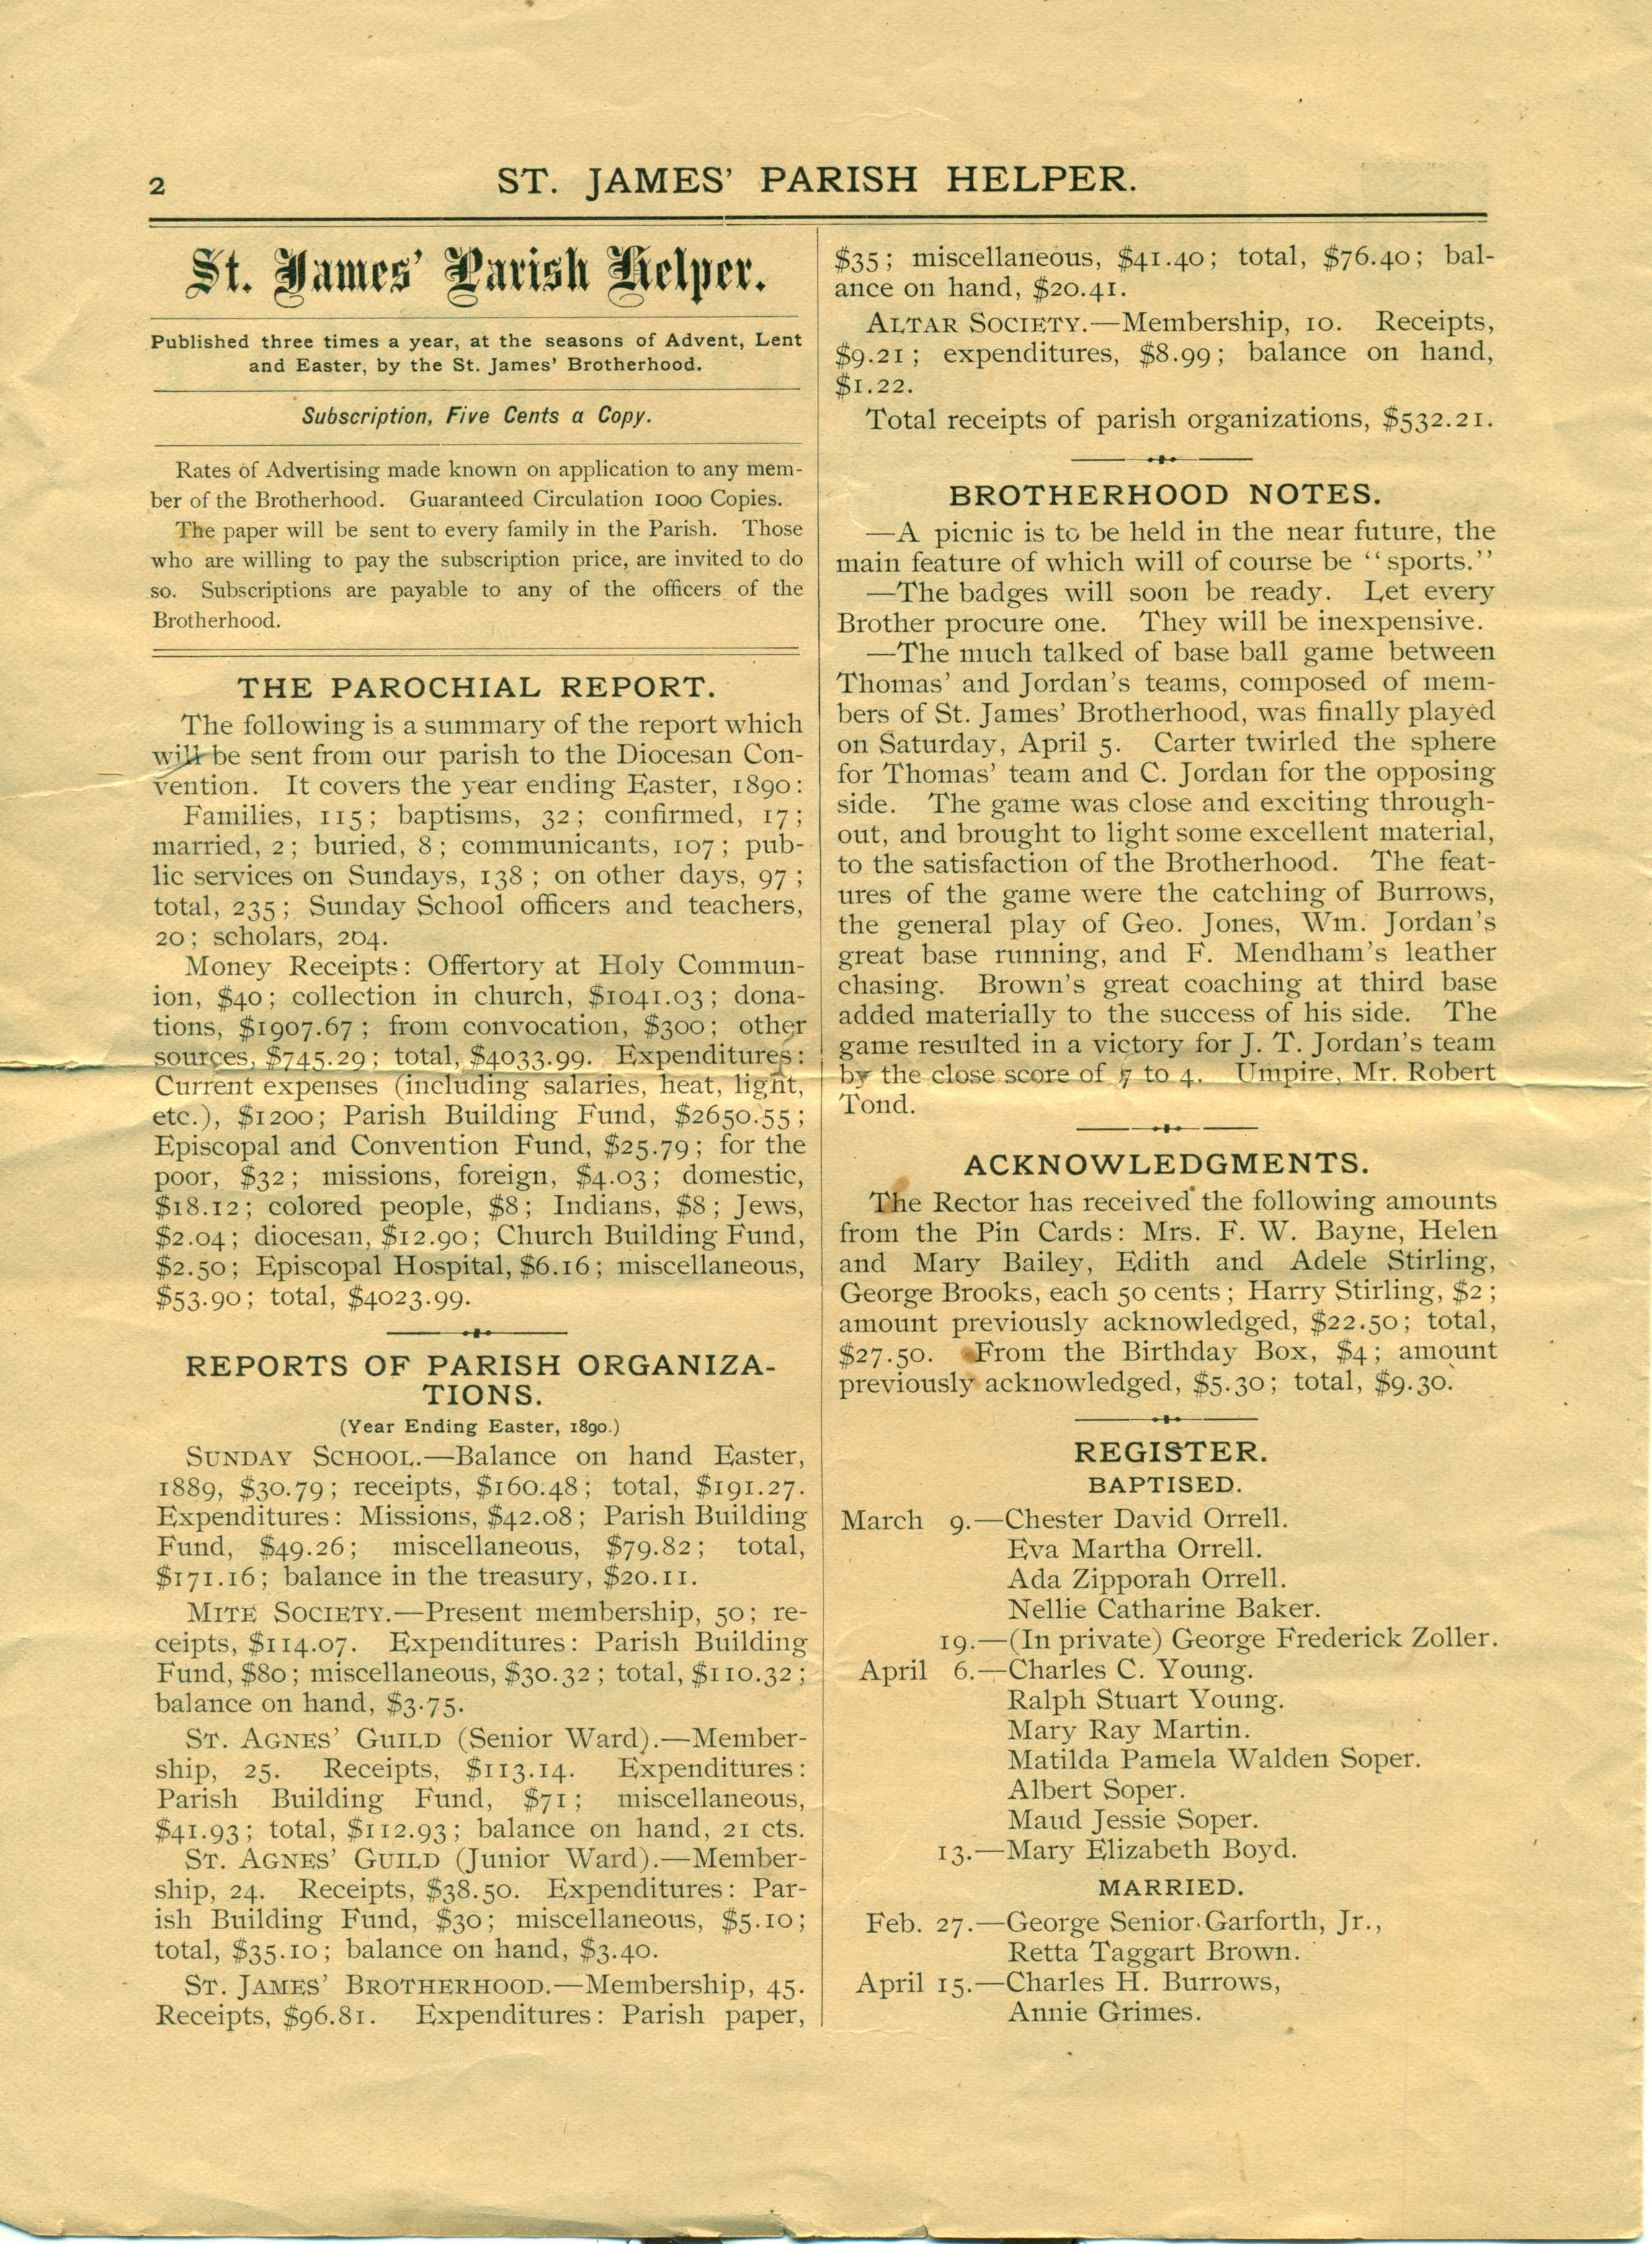 2
ST. JAMES' PARISH HELPER.
St. James' Parish Helper.
Published three times a year, at the seasons of Advent, Lent
and Easter, by the St. James' Brotherhood.
Subscription, Five Cents a Copy.
Rates of Advertising made known on application to any mem-
ber of the Brotherhood. Guaranteed Circulation 1000 Copies.
The paper will be sent to every family in the Parish. Those
who are willing to pay the subscription price, are invited to do
so. Subscriptions are payable to any of the officers of the
Brotherhood.
THE PAROCHIAL REPORT.
The following is a summary of the report which
will be sent from our parish to the Diocesan Con-
vention. It covers the year ending Easter, 1890:
Families, 115; baptisms, 32; confirmed, 17;
married, 2; buried, 8; communicants, 107; pub-
lic services on Sundays, 138; on other days, 97;
total, 235; Sunday School officers and teachers,
20; scholars, 204.
Money Receipts: Offertory at Holy Commun-
ion, $40; collection in church, $1041.03; dona-
tions, $1907.67; from convocation, $300; other
sources, $745.29; total, $4033.99. Expenditures:
Current expenses (including salaries, heat, light,
etc.), $1200; Parish Building Fund, $2650.55;
Episcopal and Convention Fund, $25.79; for the
poor, $32; missions, foreign, $4.03; domestic,
$18.12; colored people, $8; Indians, $8; Jews,
$2.04; diocesan, $12.90; Church Building Fund,
$2.50; Episcopal Hospital, $6.16; miscellaneous,
$53.90; total, $4023.99.
REPORTS OF PARISH ORGANIZA-
TIONS.
(Year Ending Easter, 1890.)
SUNDAY SCHOOL.—Balance on hand Easter,
1889, $30.79; receipts, $160.48; total, $191.27.
Expenditures: Missions, $42.08; Parish Building
Fund, $49.26; miscellaneous, $79.82; total,
$171.16; balance in the treasury, $20.11.
MITE SOCIETY.—Present membership, 50; re-
ceipts, $114.07. Expenditures: Parish Building
Fund, $80; miscellaneous, $30.32; total, $110.32;
balance on hand, $3.75.
ST. AGNES' GUILD (Senior Ward).—Member-
ship, 25. Receipts, $113.14. Expenditures:
Parish Building Fund, $71; miscellaneous,
$41.93; total, $112.93; balance on hand, 21 cts.
ST. AGNES' GUILD (Junior Ward).—Member-
ship, 24. Receipts, $38.50. Expenditures: Par-
ish Building Fund, $30; miscellaneous, $5.10;
total, $35.10; balance on hand, $3.40.
ST. JAMES' BROTHERHOOD.—Membership, 45.
Receipts, $96.81. Expenditures: Parish paper,
$35; miscellaneous, $41.40; total, $76.40; bal-
ance on hand, $20.41.
ALTAR SOCIETY.—Membership, 10. Receipts,
$9.21; expenditures, $8.99; balance on hand,
$1.22.
Total receipts of parish organizations, $532.21.
BROTHERHOOD NOTES.
—A picnic is to be held in the near future, the
main feature of which will of course be "sports."
—The badges will soon be ready. Let every
Brother procure one. They will be inexpensive.
—The much talked of base ball game between
Thomas' and Jordan's teams, composed of mem-
bers of St. James' Brotherhood, was finally played
on Saturday, April 5. Carter twirled the sphere
for Thomas' team and C. Jordan for the opposing
side. The game was close and exciting through-
out, and brought to light some excellent material,
to the satisfaction of the Brotherhood. The feat-
ures of the game were the catching of Burrows,
the general play of Geo. Jones, Wm. Jordan's
great base running, and F. Mendham's leather
chasing. Brown's great coaching at third base
added materially to the success of his side. The
game resulted in a victory for J. T. Jordan's team
by the close score of 7 to 4. Umpire, Mr. Robert
Tond.
ACKNOWLEDGMENTS.
The Rector has received the following amounts
from the Pin Cards: Mrs. F. W. Bayne, Helen
and Mary Bailey, Edith and Adele Stirling,
George Brooks, each 50 cents; Harry Stirling, $2;
amount previously acknowledged, $22.50; total,
$27.50. From the Birthday Box, $4; amount
previously acknowledged, $5.30; total, $9.30.
REGISTER.
BAPTISED.
March 9.—Chester David Orrell.
Eva Martha Orrell.
Ada Zipporah Orrell.
Nellie Catharine Baker.
19.—(In private) George Frederick Zoller.
April 6.—Charles C. Young.
Ralph Stuart Young.
Mary Ray Martin.
Matilda Pamela Walden Soper.
Albert Soper.
Maud Jessie Soper.
13.—Mary Elizabeth Boyd.
MARRIED.
Feb. 27.—George Senior Garforth, Jr.,
Retta Taggart Brown.
April 15.—Charles H. Burrows,
Annie Grimes.